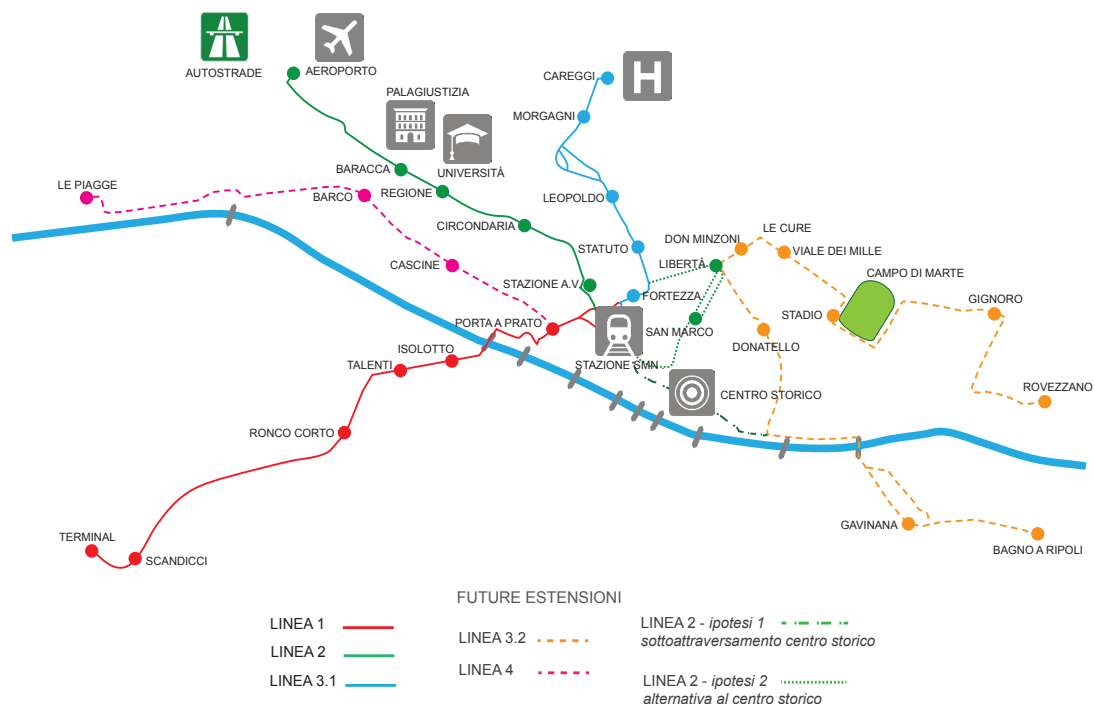 AUTOSTRADE
AEROPORTO
PALAGIUSTIZIA
UNIVERSITÀ
CAREGGI
H
MORGAGNI
BARACCA
REGIONE
LE PIAGGE
BARCO
LEOPOLDO
CIRCONDARIA
STATUTO
DON MINZONI
LE CURE
VIALE DEI MILLE
LIBERTÀ
CASCINE
STAZIONE A.V.
FORTEZZA
CAMPO DI MARTE
GIGNORO
STADIO
PORTA A PRATO
SAN MARCO
DONATELLO
ISOLOTTO
TALENTI
STAZIONE SMN
CENTRO STORICO
ROVEZZANO
RONCO CORTO
TERMINAL
SCANDICCI
GAVINANA
BAGNO A RIPOLI
FUTURE ESTENSIONI
LINEA 1
LINEA 2
LINEA 3.1
LINEA 3.2
LINEA 4
LINEA 2 - ipotesi 1
sottoattraversamento centro storico
LINEA 2 - ipotesi 2
alternativa al centro storico